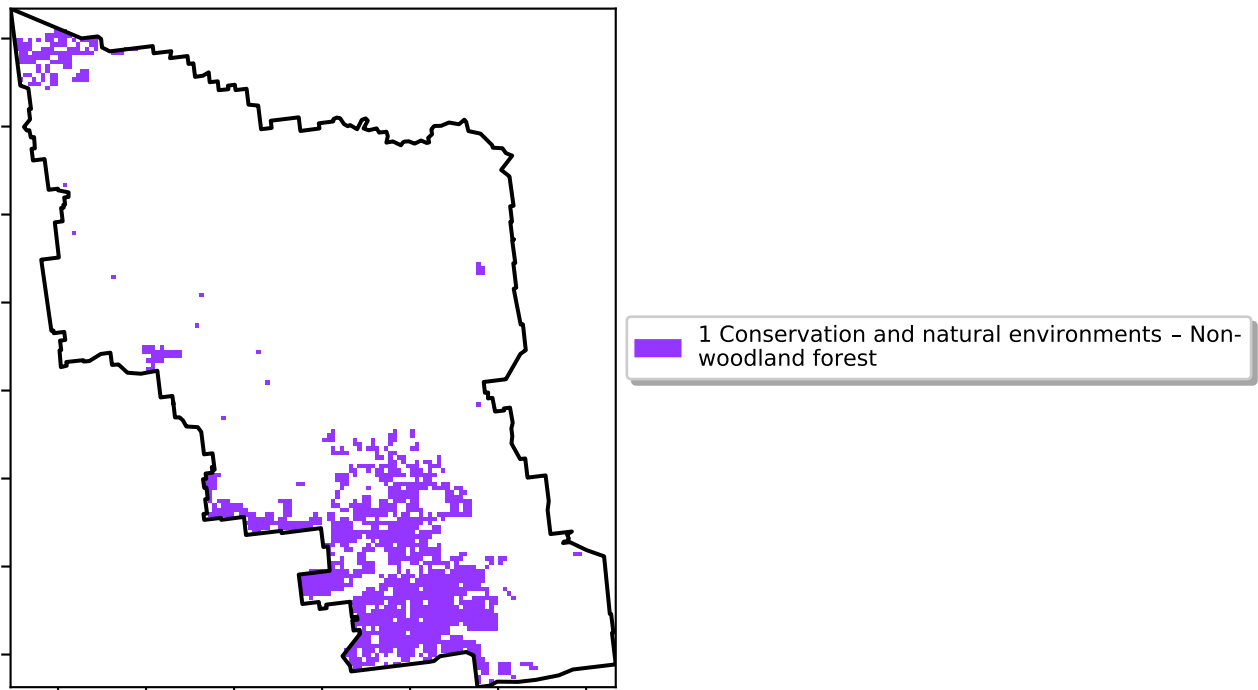 1 Conservation and natural environments – Non-
woodland forest